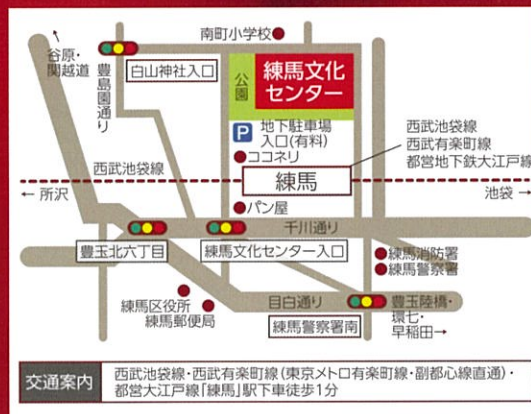 南町小学校
谷原・
関越道
豊島園通り
白山神社入口
公園
練馬文化
センター
P
地下駐車場
入口(有料)
ココネリ
西武池袋線
西武有楽町線
都営地下鉄大江戸線
西武池袋線
練馬
← 所沢
池袋 →
パン屋
千川通り
豊玉北六丁目
練馬文化センター入口
練馬消防署
練馬警察署
練馬区役所
練馬郵便局
目白通り
豊玉陸橋・
環七・
早稲田→
練馬警察署南
交通案内
西武池袋線・西武有楽町線(東京メトロ有楽町線・副都心線直通)・
都営大江戸線「練馬」駅下車徒歩1分